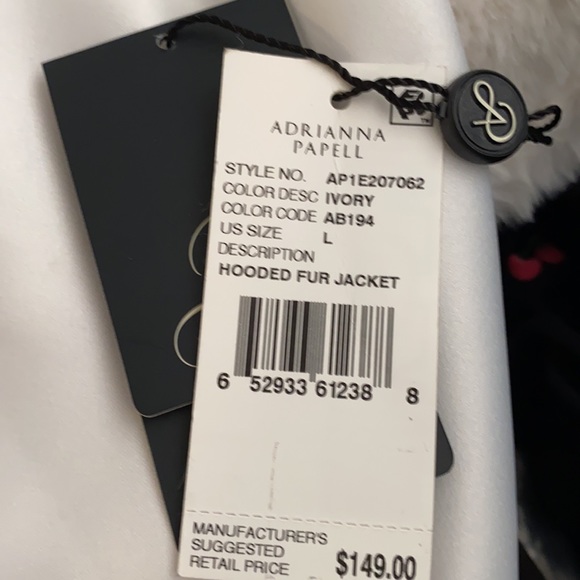 ADRIANNA
PAPELL
STYLE NO. AP1E207062
COLOR DESC IVORY
COLOR CODE AB194
US SIZE L
DESCRIPTION
HOODED FUR JACKET
6 52933 61238 8
MANUFACTURER'S
SUGGESTED
RETAIL PRICE $149.00